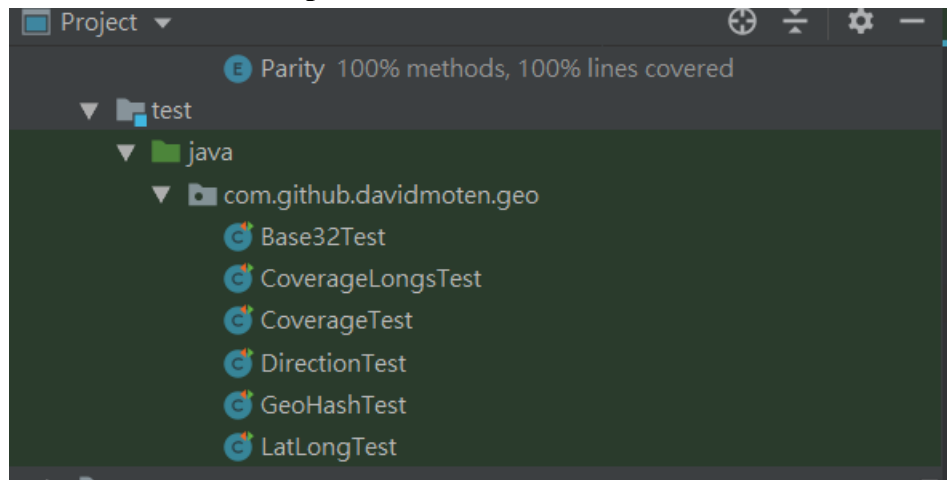 Project
E Parity 100% methods, 100% lines covered
test
java
com.github.davidmoten.geo
C Base32Test
C CoverageLongsTest
C CoverageTest
C DirectionTest
C GeoHashTest
C LatLongTest